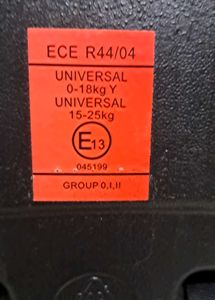 ECE R44/04
UNIVERSAL
0-18kg Y
UNIVERSAL
15-25kg
E13
045199
GROUP 0,I,II